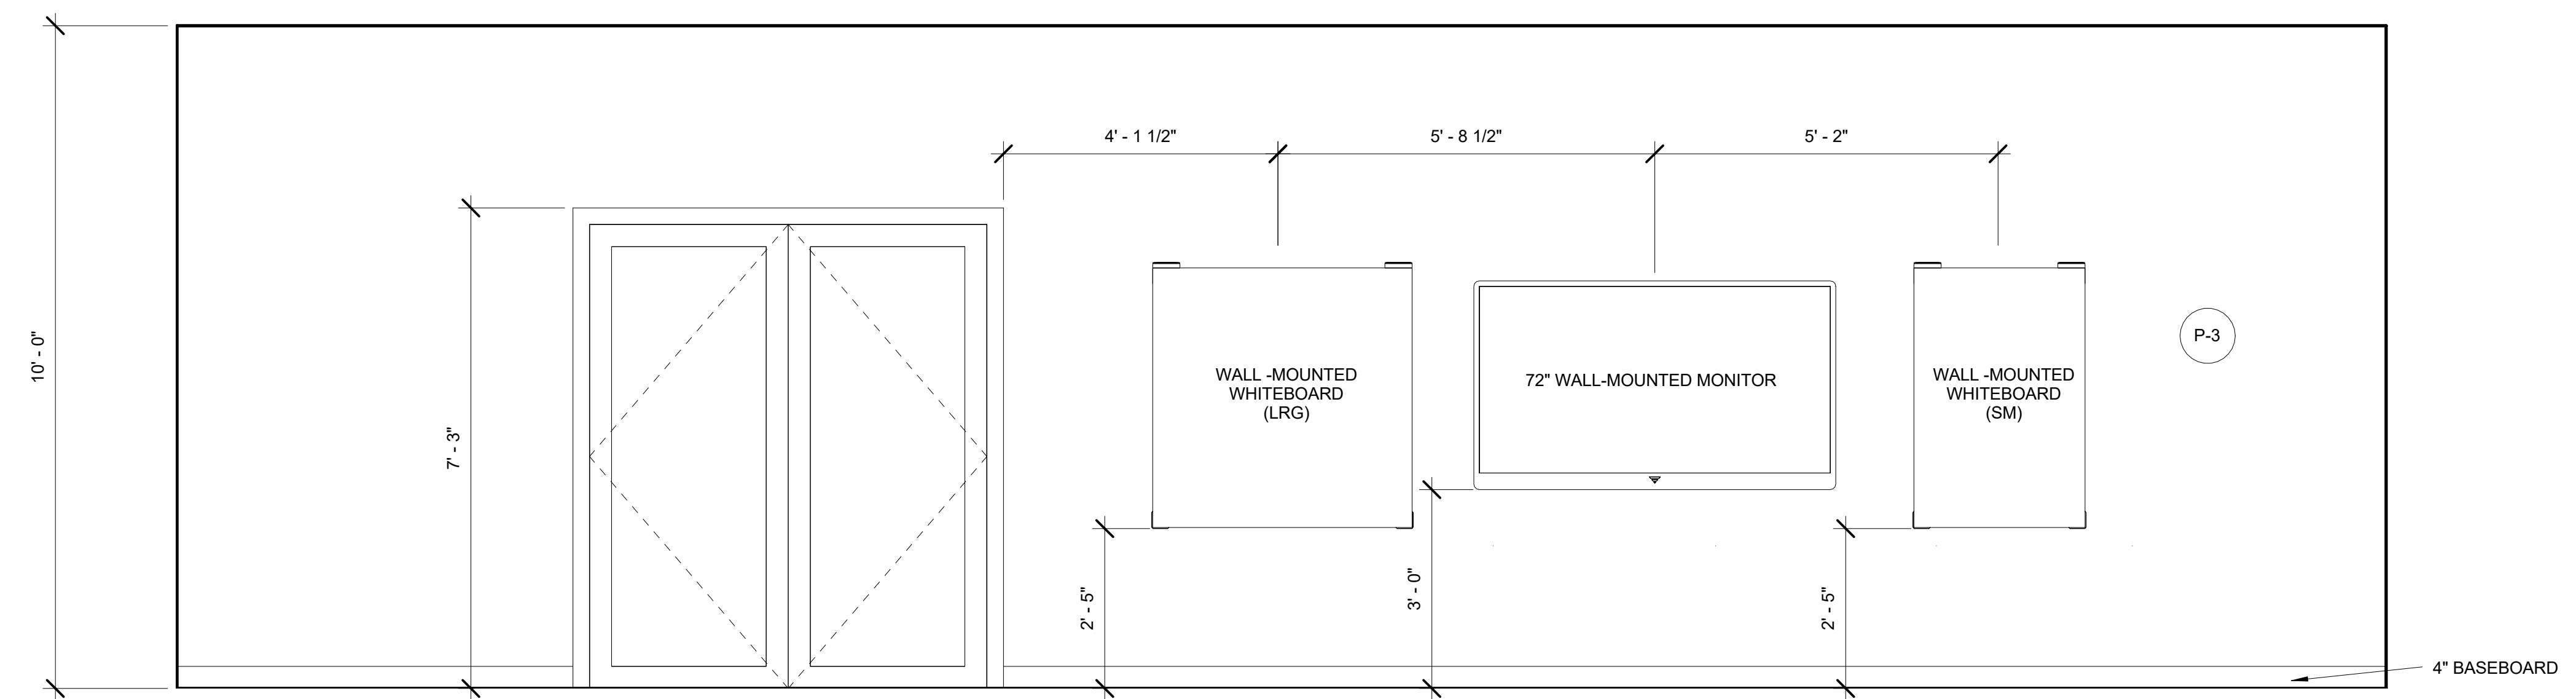 4' - 1 1/2"
5' - 8 1/2"
5' - 2"
10' - 0"
7' - 3"
WALL -MOUNTED
WHITEBOARD
(LRG)
72" WALL-MOUNTED MONITOR
WALL -MOUNTED
WHITEBOARD
(SM)
P-3
2' - 5"
3' - 0"
2' - 5"
4" BASEBOARD